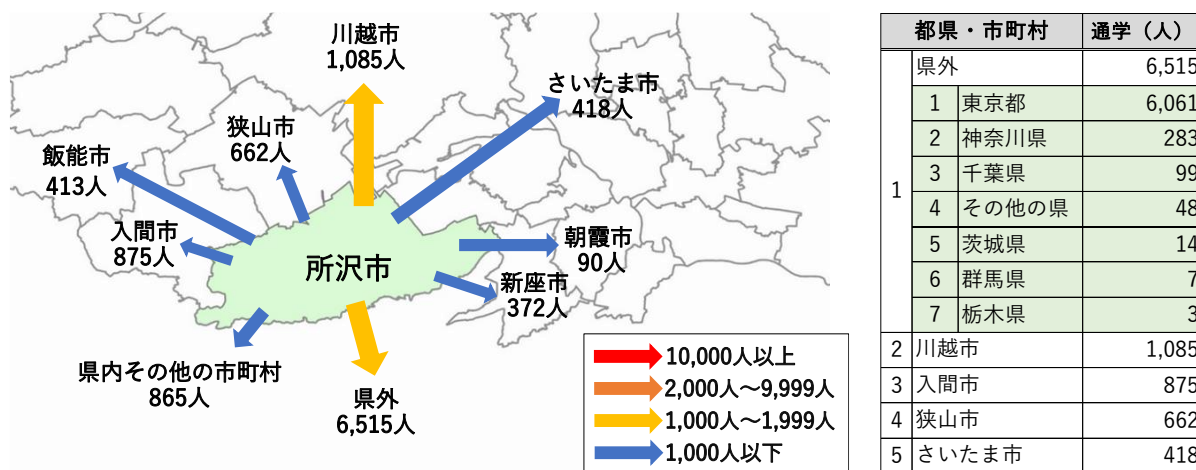 川越市
1,085人
さいたま市
418人
狭山市
662人
飯能市
413人
入間市
875人
所沢市
朝霞市
90人
新座市
372人
県内その他の市町村
865人
県外
6,515人
10,000人以上
2,000人～9,999人
1,000人～1,999人
1,000人以下
都県・市町村 通学（人）
1 県外 6,515
1 東京都 6,061
2 神奈川県 283
3 千葉県 99
4 その他の県 48
5 茨城県 14
6 群馬県 7
7 栃木県 3
2 川越市 1,085
3 入間市 875
4 狭山市 662
5 さいたま市 418